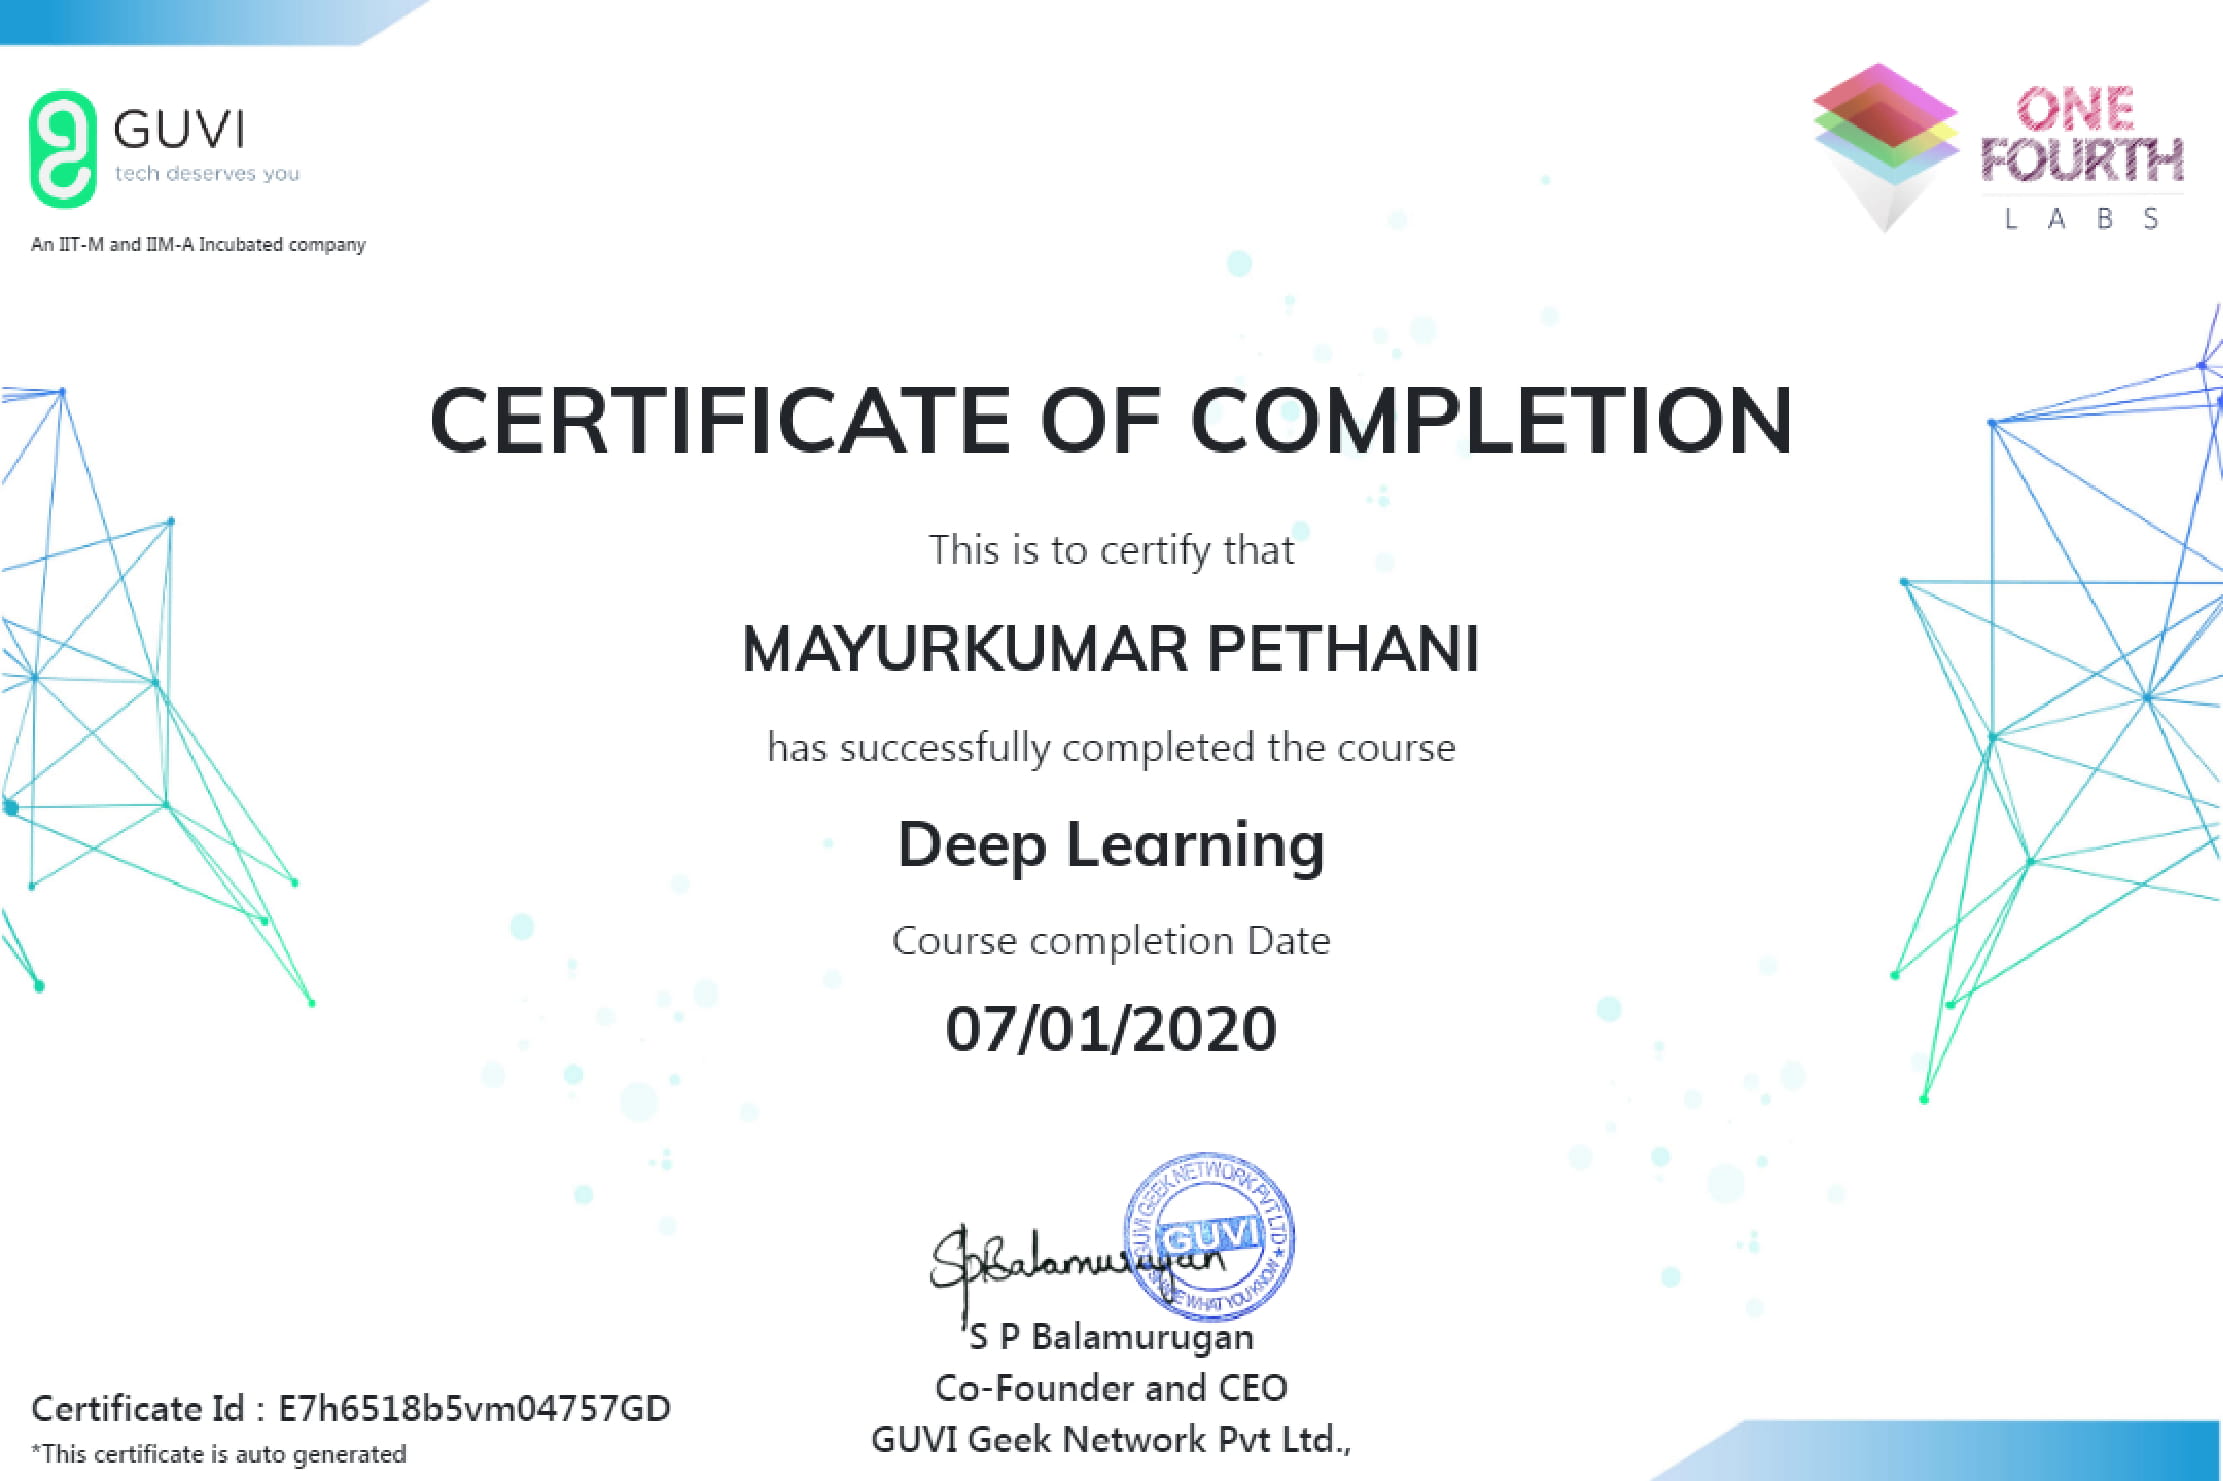 GUVI
tech deserves you
An IIT-M and IIM-A Incubated company
ONE
FOURTH
LABS
CERTIFICATE OF COMPLETION
This is to certify that
MAYURKUMAR PETHANI
has successfully completed the course
Deep Learning
Course completion Date
07/01/2020
SpBalamurugan
GUVI GEEK NETWORK PVT LTD
GUVI
SHARE WHAT YOU KNOW
S P Balamurugan
Co-Founder and CEO
GUVI Geek Network Pvt Ltd.,
Certificate Id : E7h6518b5vm04757GD
*This certificate is auto generated